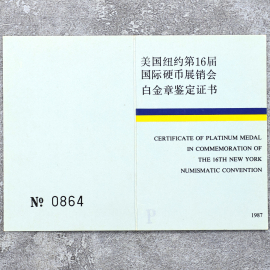 美国纽约第16届
国际硬币展销会
白金章鉴定证书
CERTIFICATE OF PLATINUM MEDAL
IN COMMEMORATION OF
THE 16TH NEW YORK
NUMISMATIC CONVENTION
№ 0864
P
1987